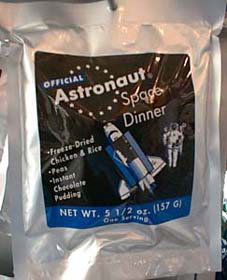 OFFICIAL
Astronaut®
Space
Dinner
•Freeze-Dried
Chicken & Rice
•Peas
•Instant
Chocolate
Pudding
NET WT. 5 1/2 oz. (157 G)
One Serving